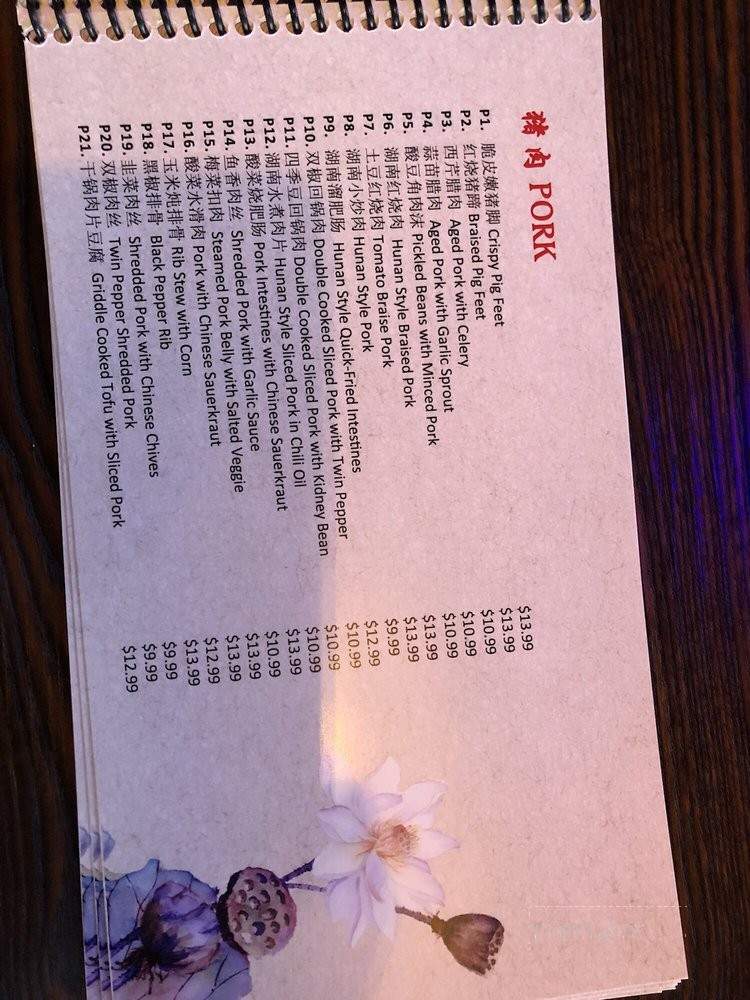 猪肉 PORK
P1. 脆皮嫩猪脚 Crispy Pig Feet $13.99
P2. 红烧猪蹄 Braised Pig Feet $13.99
P3. 西芹腊肉 Aged Pork with Celery $10.99
P4. 蒜苗腊肉 Aged Pork with Garlic Sprout $10.99
P5. 酸豆角肉沫 Pickled Beans with Minced Pork $10.99
P6. 湖南红烧肉 Hunan Style Braised Pork $13.99
P7. 土豆红烧肉 Tomato Braise Pork $13.99
P8. 湖南小炒肉 Hunan Style Pork $9.99
P9. 湖南溜肥肠 Hunan Style Quick-Fried Intestines $12.99
P10. 双椒回锅肉 Double Cooked Sliced Pork with Twin Pepper $10.99
P11. 四季豆回锅肉 Double Cooked Sliced Pork with Kidney Bean $10.99
P12. 湖南水煮肉片 Hunan Style Sliced Pork in Chili Oil $10.99
P13. 酸菜烧肥肠 Pork Intestines with Chinese Sauerkraut $13.99
P14. 鱼香肉丝 Shredded Pork with Garlic Sauce $10.99
P15. 梅菜扣肉 Steamed Pork Belly with Salted Veggie $13.99
P16. 酸菜水滑肉 Pork with Chinese Sauerkraut $13.99
P17. 玉米炖排骨 Rib Stew with Corn $12.99
P18. 黑椒排骨 Black Pepper Rib $13.99
P19. 韭菜肉丝 Shredded Pork with Chinese Chives $9.99
P20. 双椒肉丝 Twin Pepper Shredded Pork $9.99
P21. 干锅肉片豆腐 Griddle Cooked Tofu with Sliced Pork $12.99